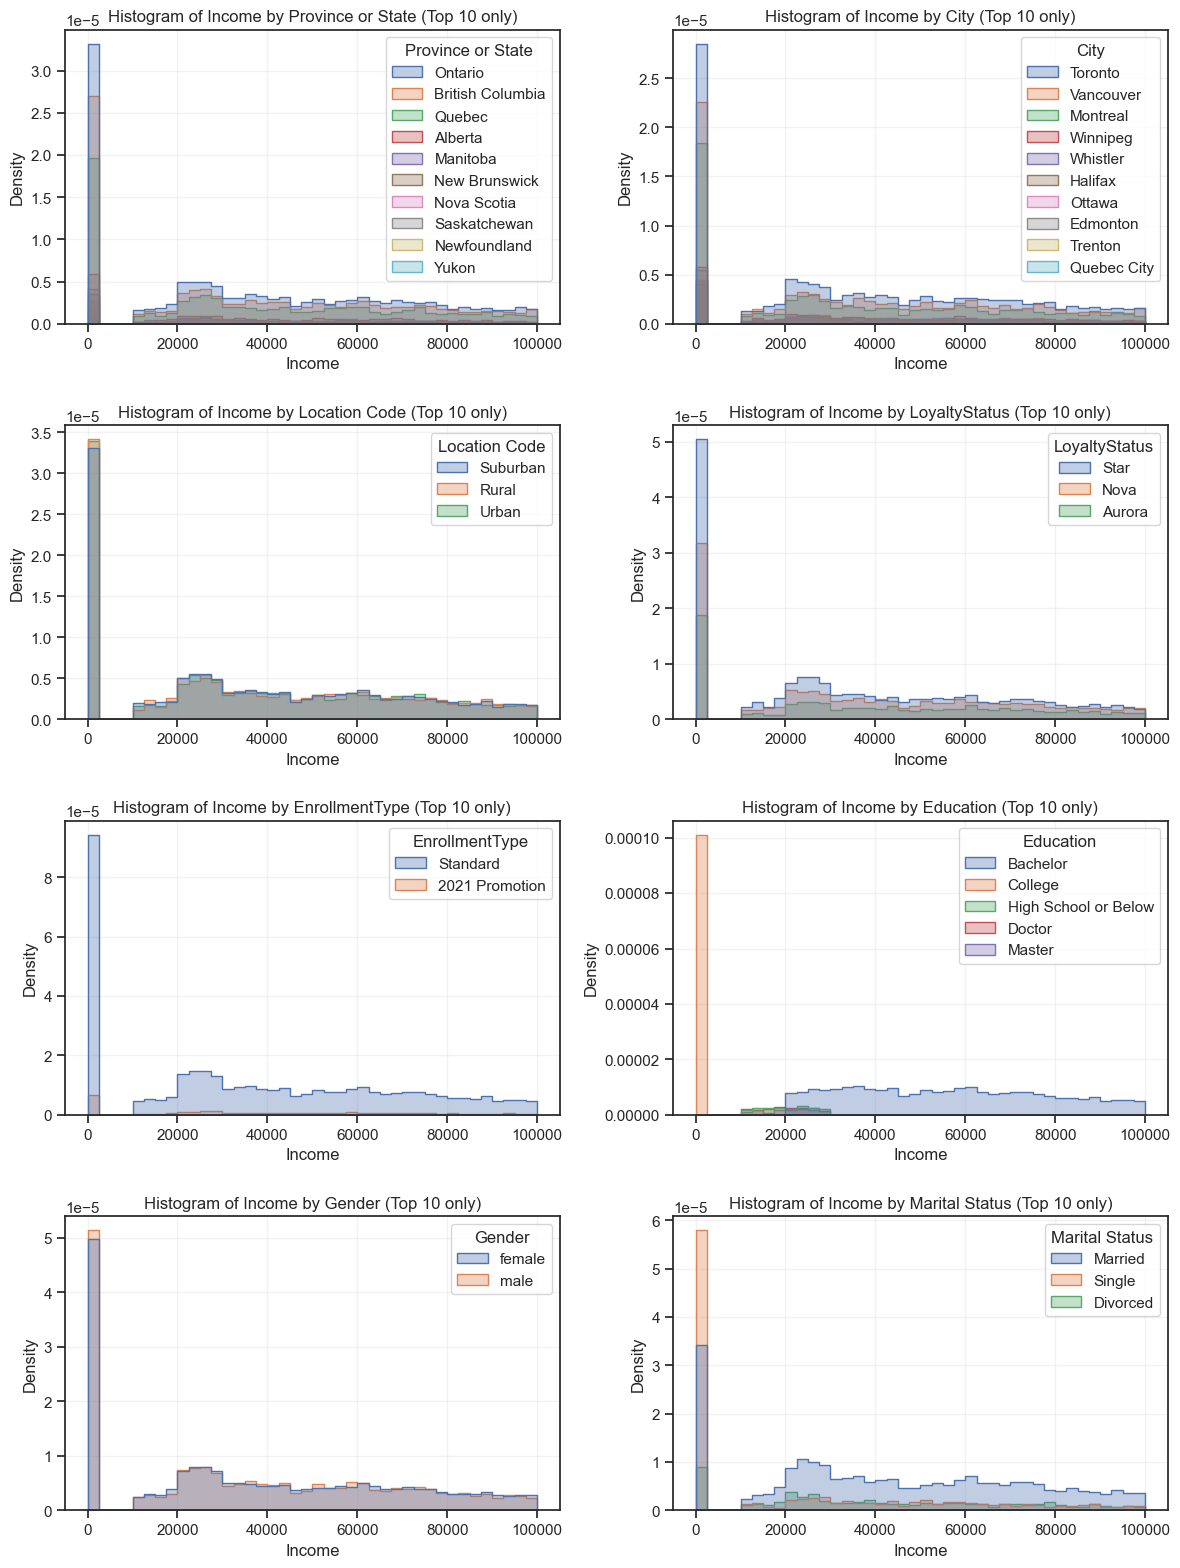 Histogram of Income by Province or State (Top 10 only)
1e−5
Province or State
Ontario
British Columbia
Quebec
Alberta
Manitoba
New Brunswick
Nova Scotia
Saskatchewan
Newfoundland
Yukon
3.0
2.5
2.0
1.5
1.0
0.5
0.0
Density
0 20000 40000 60000 80000 100000
Income
Histogram of Income by City (Top 10 only)
1e−5
City
Toronto
Vancouver
Montreal
Winnipeg
Whistler
Halifax
Ottawa
Edmonton
Trenton
Quebec City
2.5
2.0
1.5
1.0
0.5
0.0
Density
0 20000 40000 60000 80000 100000
Income
Histogram of Income by Location Code (Top 10 only)
1e−5
Location Code
Suburban
Rural
Urban
3.5
3.0
2.5
2.0
1.5
1.0
0.5
0.0
Density
0 20000 40000 60000 80000 100000
Income
Histogram of Income by LoyaltyStatus (Top 10 only)
1e−5
LoyaltyStatus
Star
Nova
Aurora
5
4
3
2
1
0
Density
0 20000 40000 60000 80000 100000
Income
Histogram of Income by EnrollmentType (Top 10 only)
1e−5
EnrollmentType
Standard
2021 Promotion
8
6
4
2
0
Density
0 20000 40000 60000 80000 100000
Income
Histogram of Income by Education (Top 10 only)
Education
Bachelor
College
High School or Below
Doctor
Master
0.00010
0.00008
0.00006
0.00004
0.00002
0.00000
Density
0 20000 40000 60000 80000 100000
Income
Histogram of Income by Gender (Top 10 only)
1e−5
Gender
female
male
5
4
3
2
1
0
Density
0 20000 40000 60000 80000 100000
Income
Histogram of Income by Marital Status (Top 10 only)
1e−5
Marital Status
Married
Single
Divorced
6
5
4
3
2
1
0
Density
0 20000 40000 60000 80000 100000
Income